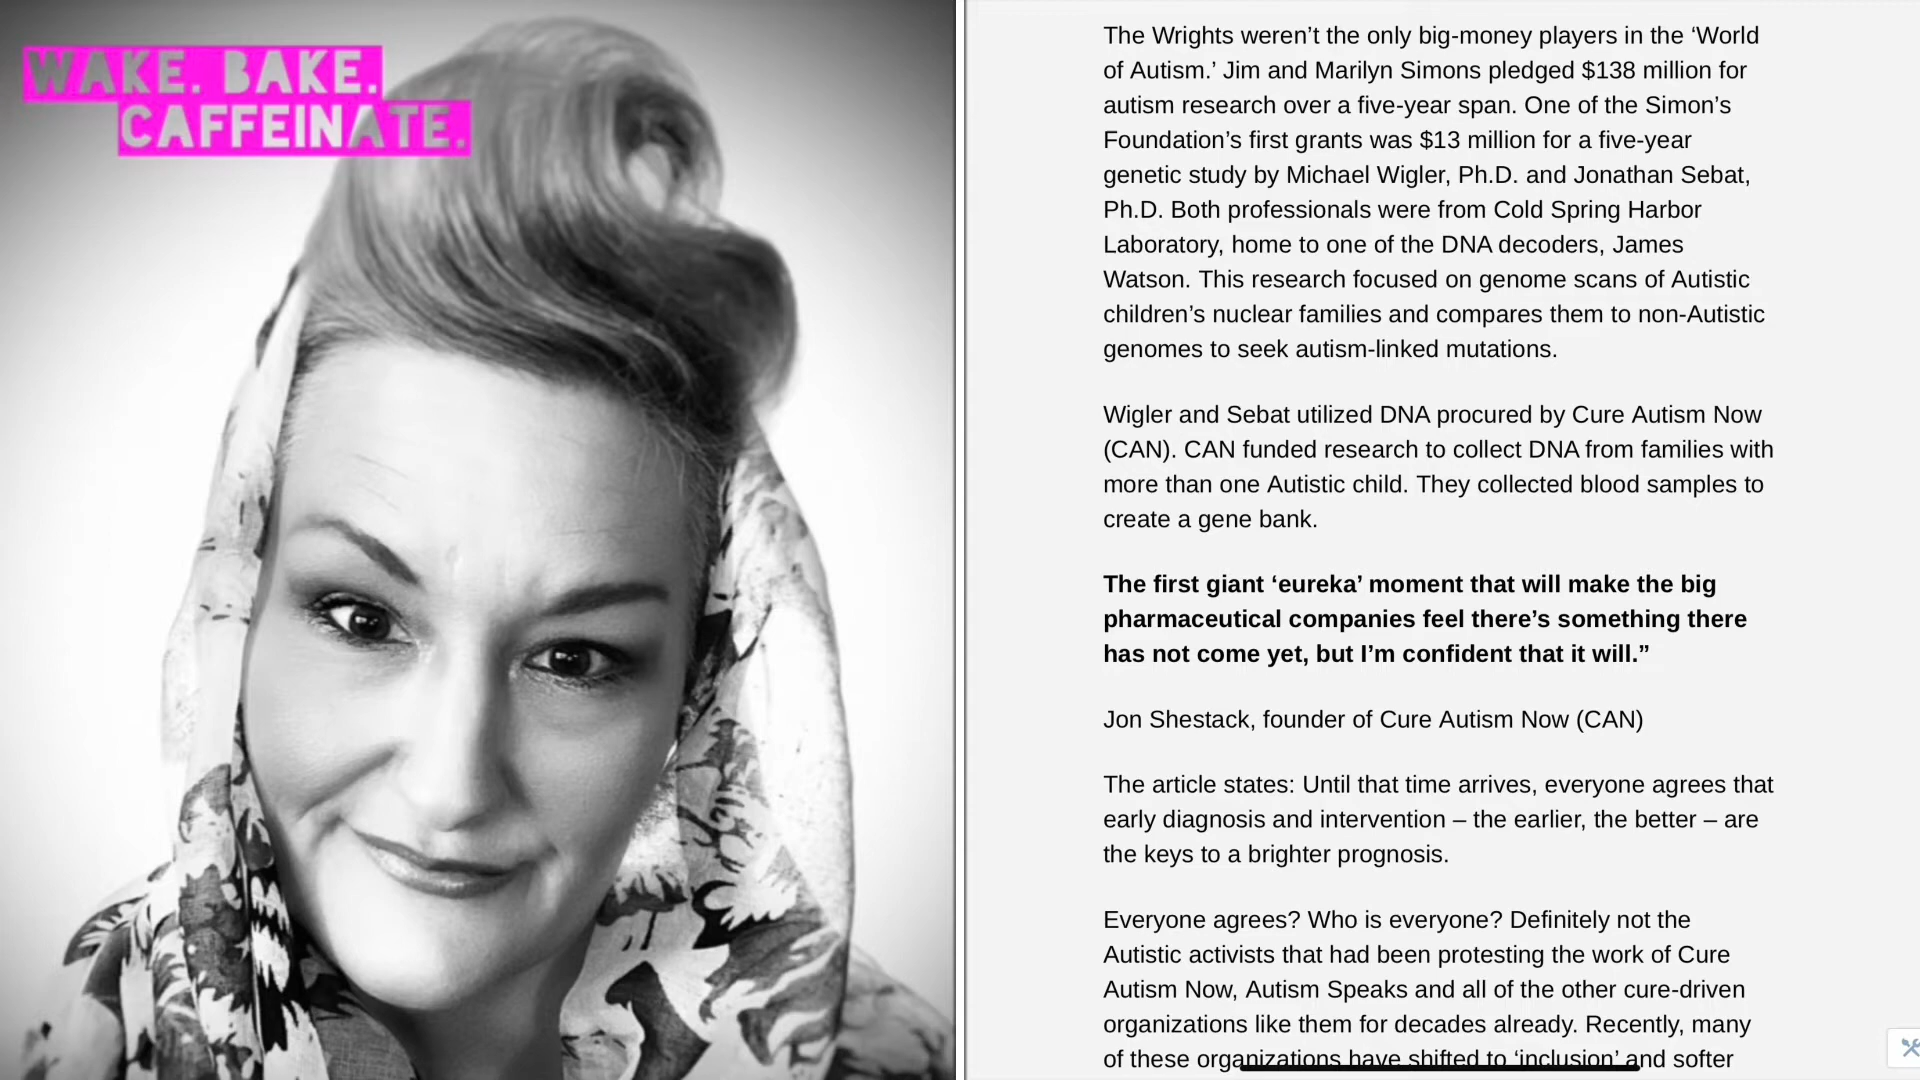 WAKE. BAKE.
CAFFEINATE.
The Wrights weren’t the only big-money players in the ‘World
of Autism.’ Jim and Marilyn Simons pledged $138 million for
autism research over a five-year span. One of the Simon’s
Foundation’s first grants was $13 million for a five-year
genetic study by Michael Wigler, Ph.D. and Jonathan Sebat,
Ph.D. Both professionals were from Cold Spring Harbor
Laboratory, home to one of the DNA decoders, James
Watson. This research focused on genome scans of Autistic
children’s nuclear families and compares them to non-Autistic
genomes to seek autism-linked mutations.
Wigler and Sebat utilized DNA procured by Cure Autism Now
(CAN). CAN funded research to collect DNA from families with
more than one Autistic child. They collected blood samples to
create a gene bank.
The first giant ‘eureka’ moment that will make the big
pharmaceutical companies feel there’s something there
has not come yet, but I’m confident that it will.”
Jon Shestack, founder of Cure Autism Now (CAN)
The article states: Until that time arrives, everyone agrees that
early diagnosis and intervention – the earlier, the better – are
the keys to a brighter prognosis.
Everyone agrees? Who is everyone? Definitely not the
Autistic activists that had been protesting the work of Cure
Autism Now, Autism Speaks and all of the other cure-driven
organizations like them for decades already. Recently, many
of these organizations have shifted to ‘inclusion’ and softer